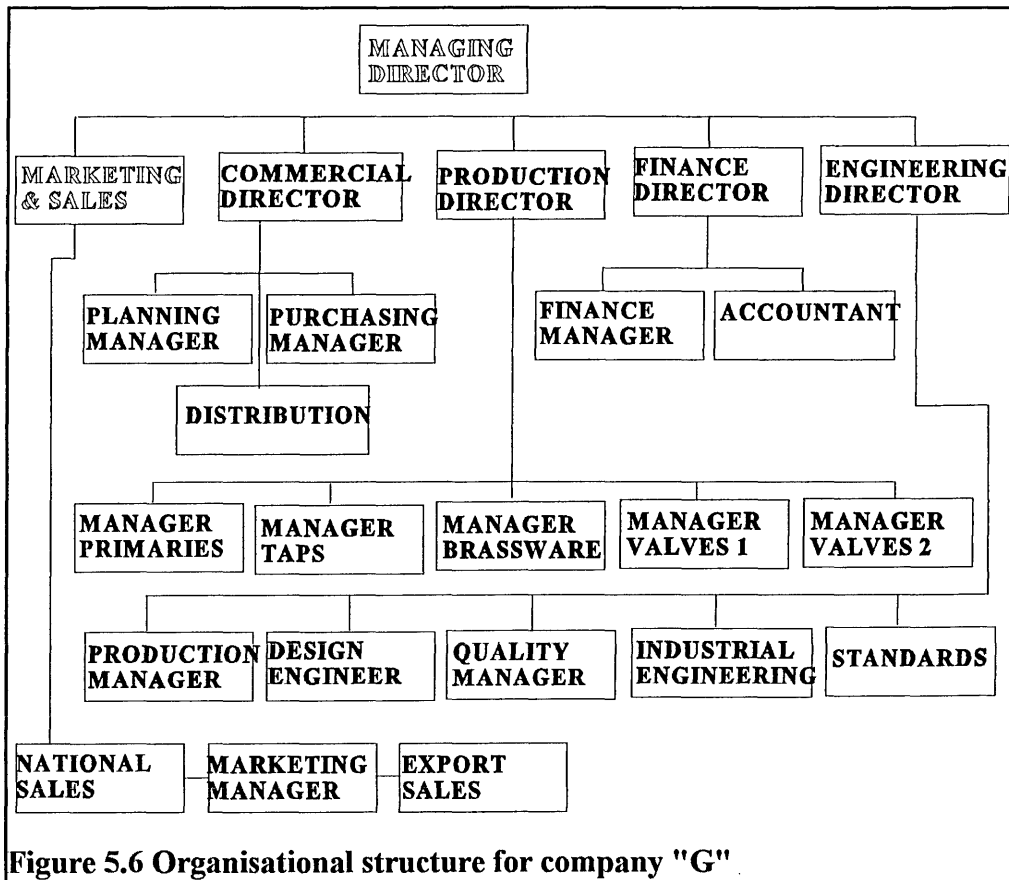 MANAGING
DIRECTOR
MARKETING
& SALES
COMMERCIAL
DIRECTOR
PRODUCTION
DIRECTOR
FINANCE
DIRECTOR
ENGINEERING
DIRECTOR
PLANNING
MANAGER
PURCHASING
MANAGER
FINANCE
MANAGER
ACCOUNTANT
DISTRIBUTION
MANAGER
PRIMARIES
MANAGER
TAPS
MANAGER
BRASSWARE
MANAGER
VALVES 1
MANAGER
VALVES 2
PRODUCTION
MANAGER
DESIGN
ENGINEER
QUALITY
MANAGER
INDUSTRIAL
ENGINEERING
STANDARDS
NATIONAL
SALES
MARKETING
MANAGER
EXPORT
SALES
Figure 5.6 Organisational structure for company "G"